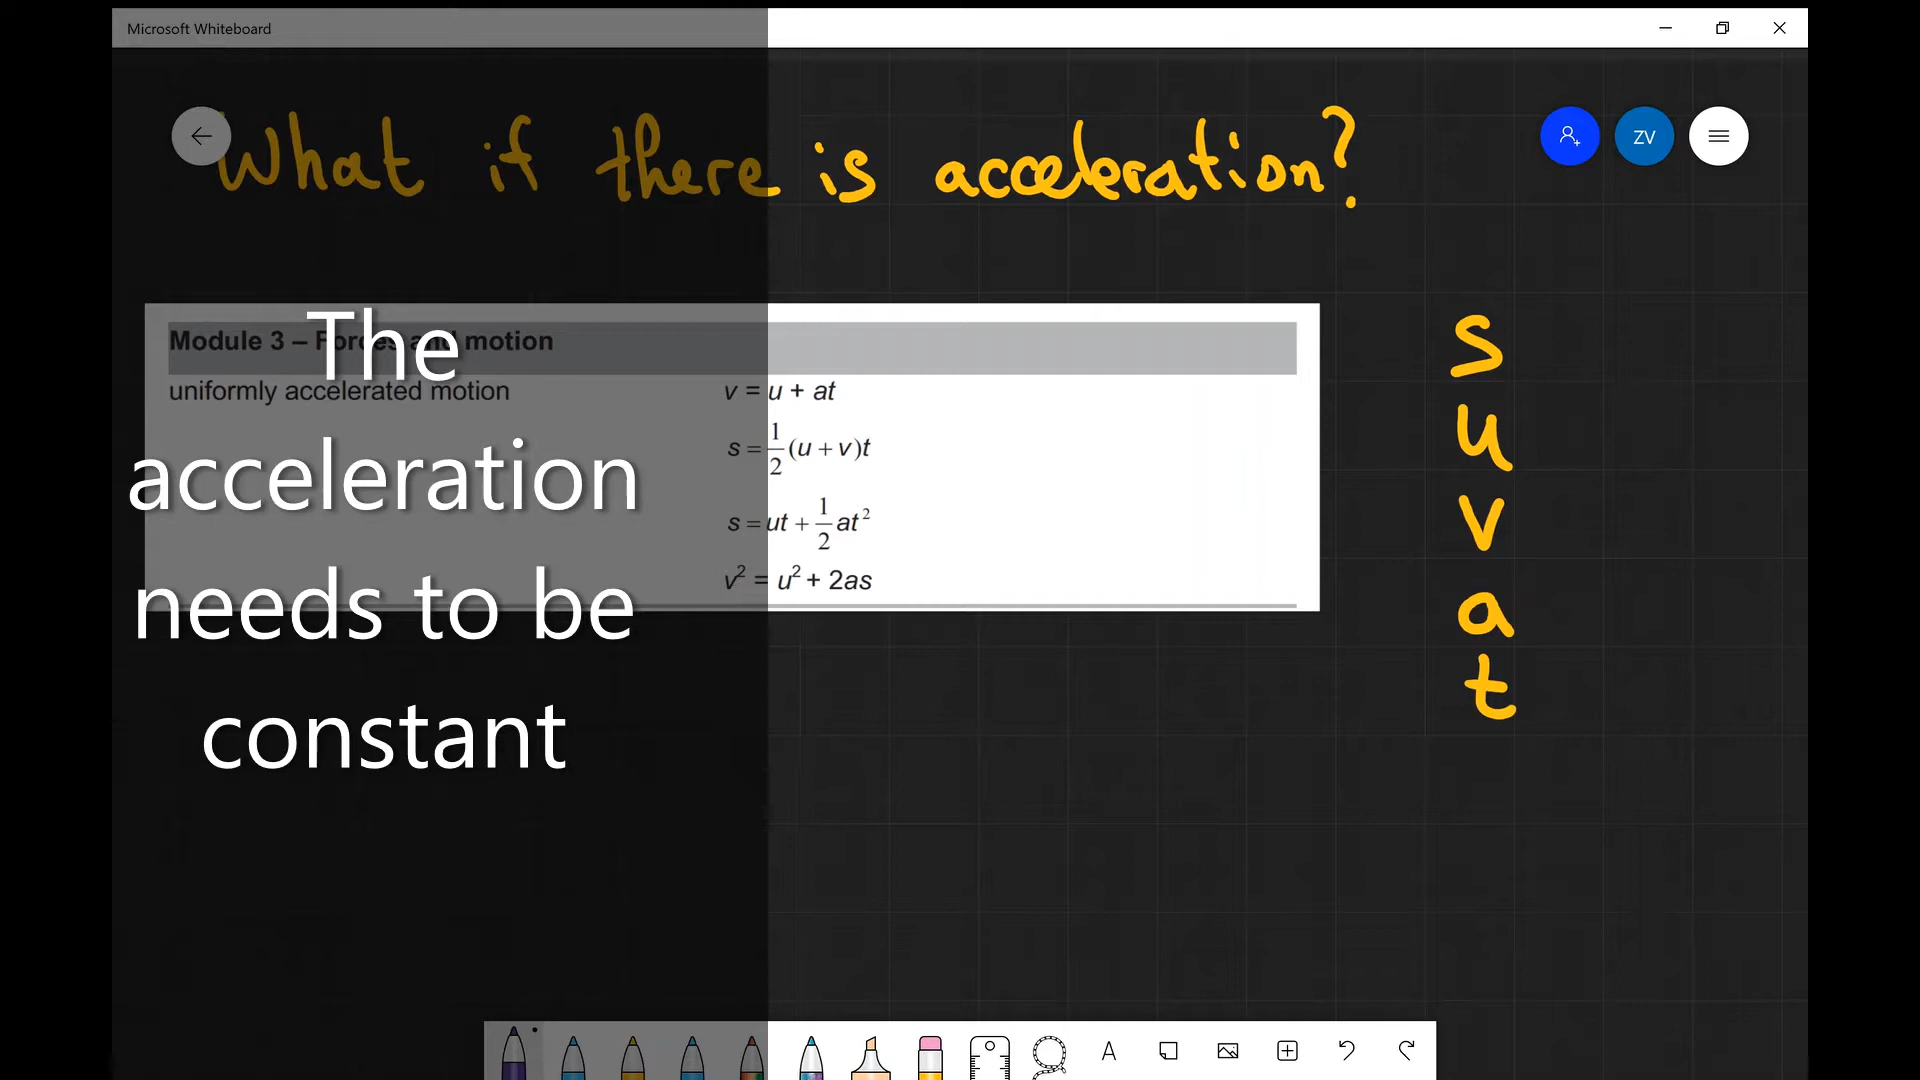 Microsoft Whiteboard
What if there is acceleration?
ZV
Module 3 – Forces and motion
uniformly accelerated motion
v = u + at
s = 1/2 (u + v)t
s = ut + 1/2 at²
v² = u² + 2as
The
acceleration
needs to be
constant
s
u
v
a
t
A